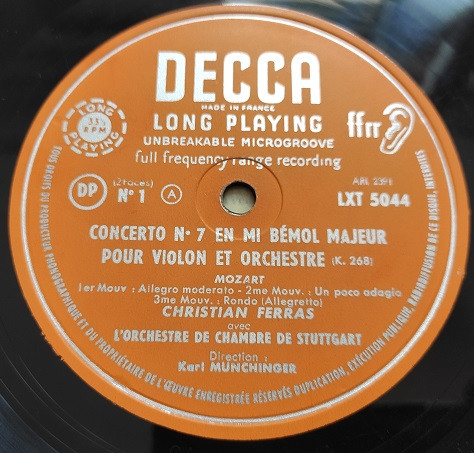 DECCA
MADE IN FRANCE
LONG PLAYING
UNBREAKABLE MICROGROOVE
full frequency range recording
LONG
33⅓
RPM
PLAYING
ffrr
DP
(2 Faces)
N° 1
A
ARL 2391
LXT 5044
CONCERTO N° 7 EN MI BÉMOL MAJEUR
POUR VIOLON ET ORCHESTRE (K. 268)
MOZART
1er Mouv : Allegro moderato - 2me Mouv. : Un poco adagio
3me Mouv. : Rondo (Allegretto)
CHRISTIAN FERRAS
avec
L'ORCHESTRE DE CHAMBRE DE STUTTGART
Direction :
Karl MUNCHINGER
TOUS DROITS DU PRODUCTEUR PHONOGRAPHIQUE ET DU PROPRIÉTAIRE DE L'ŒUVRE ENREGISTRÉE RÉSERVÉS DUPLICATION, EXÉCUTION PUBLIQUE, RADIODIFFUSION DE CE DISQUE, INTERDITES